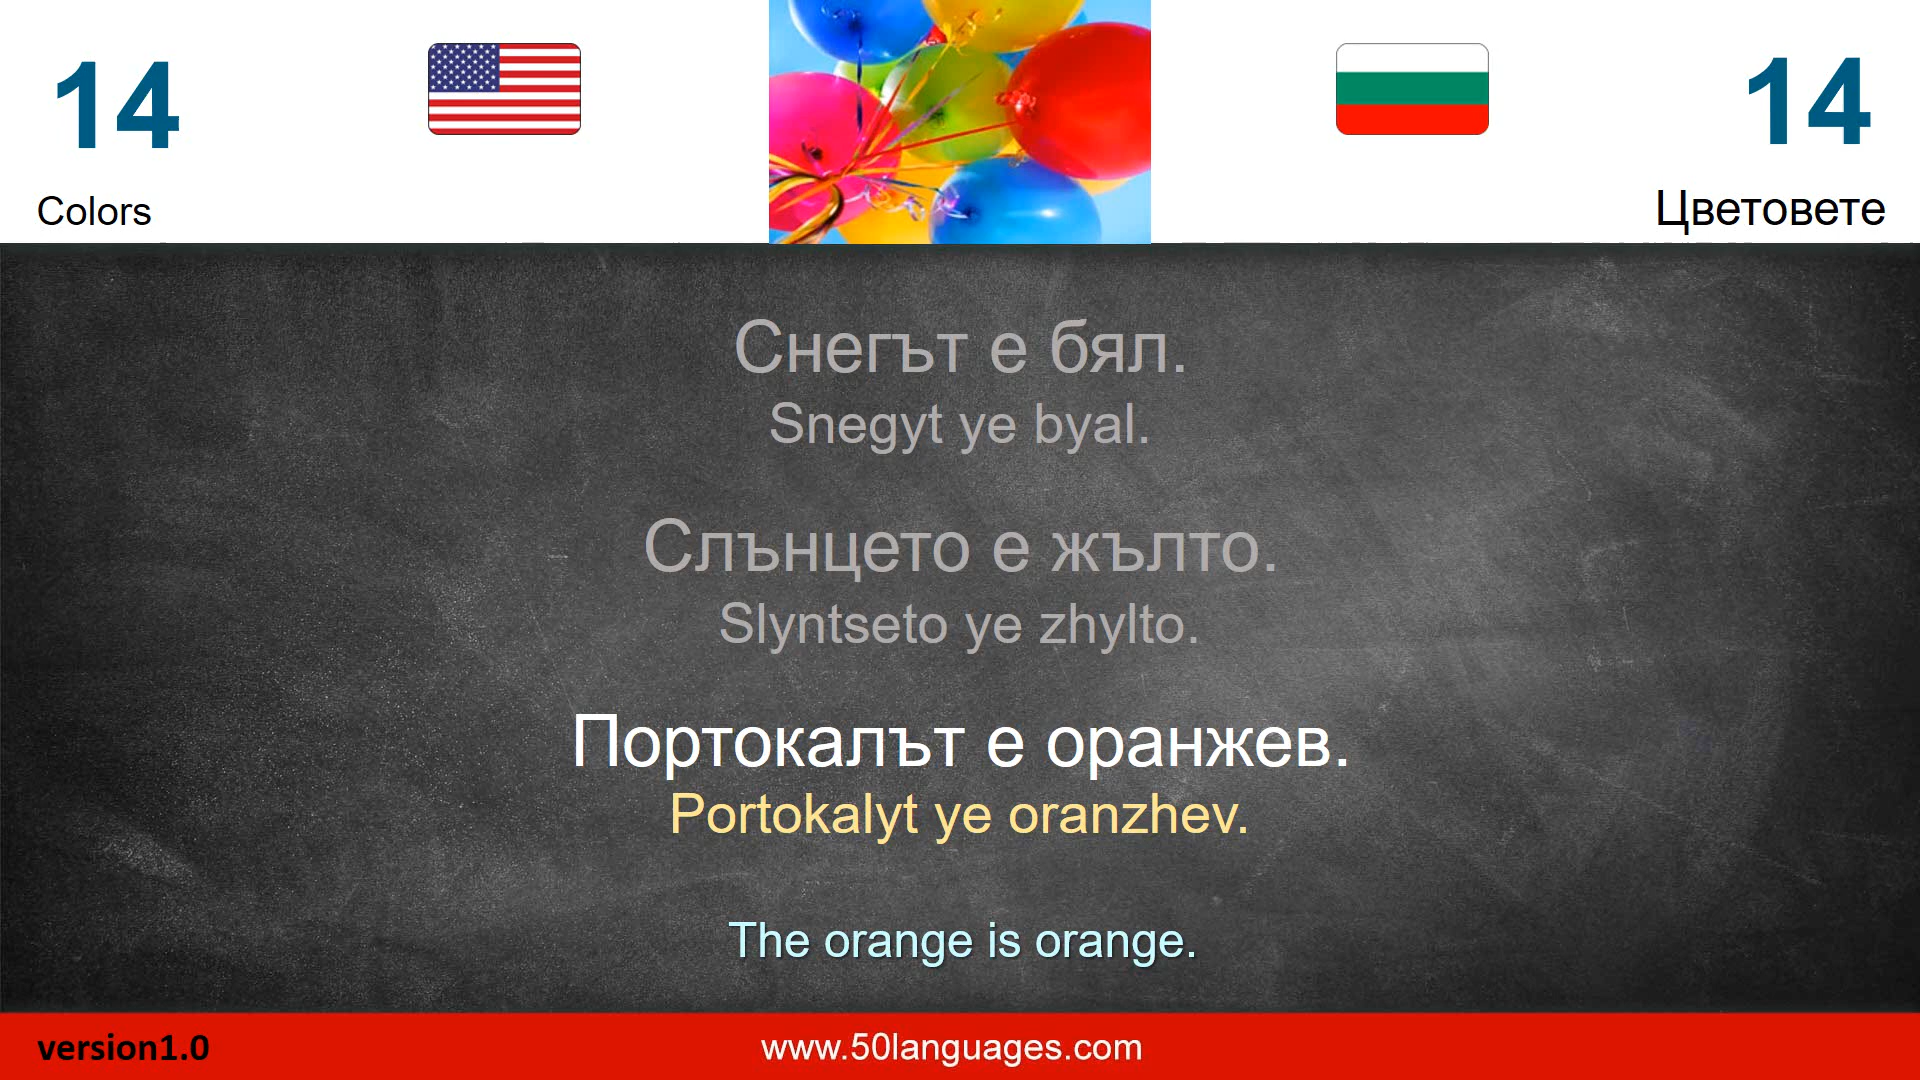 14
14
Colors
Цветовете
Снегът е бял.
Snegyt ye byal.
Слънцето е жълто.
Slyntseto ye zhylto.
Портокалът е оранжев.
Portokalyt ye oranzhev.
The orange is orange.
version1.0
www.50languages.com